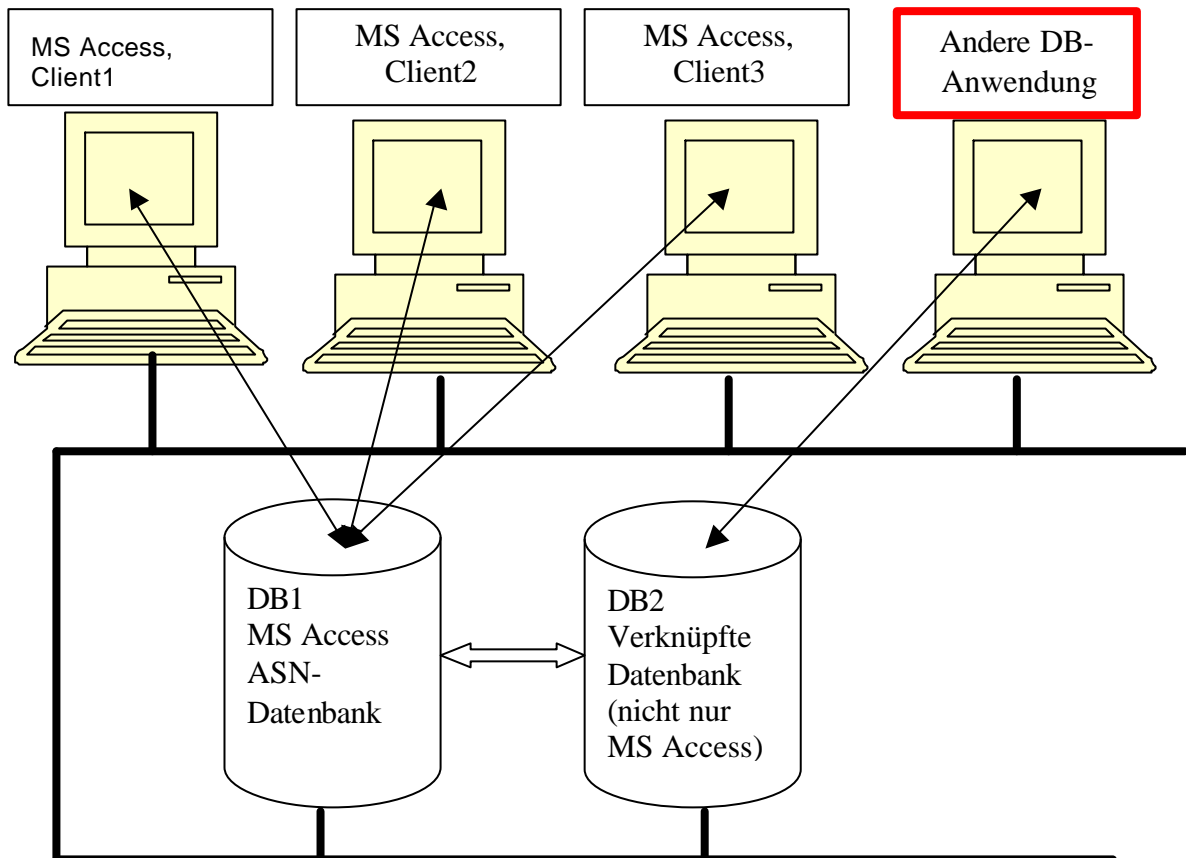 MS Access,
Client1
MS Access,
Client2
MS Access,
Client3
Andere DB-
Anwendung
DB1
MS Access
ASN-
Datenbank
DB2
Verknüpfte
Datenbank
(nicht nur
MS Access)